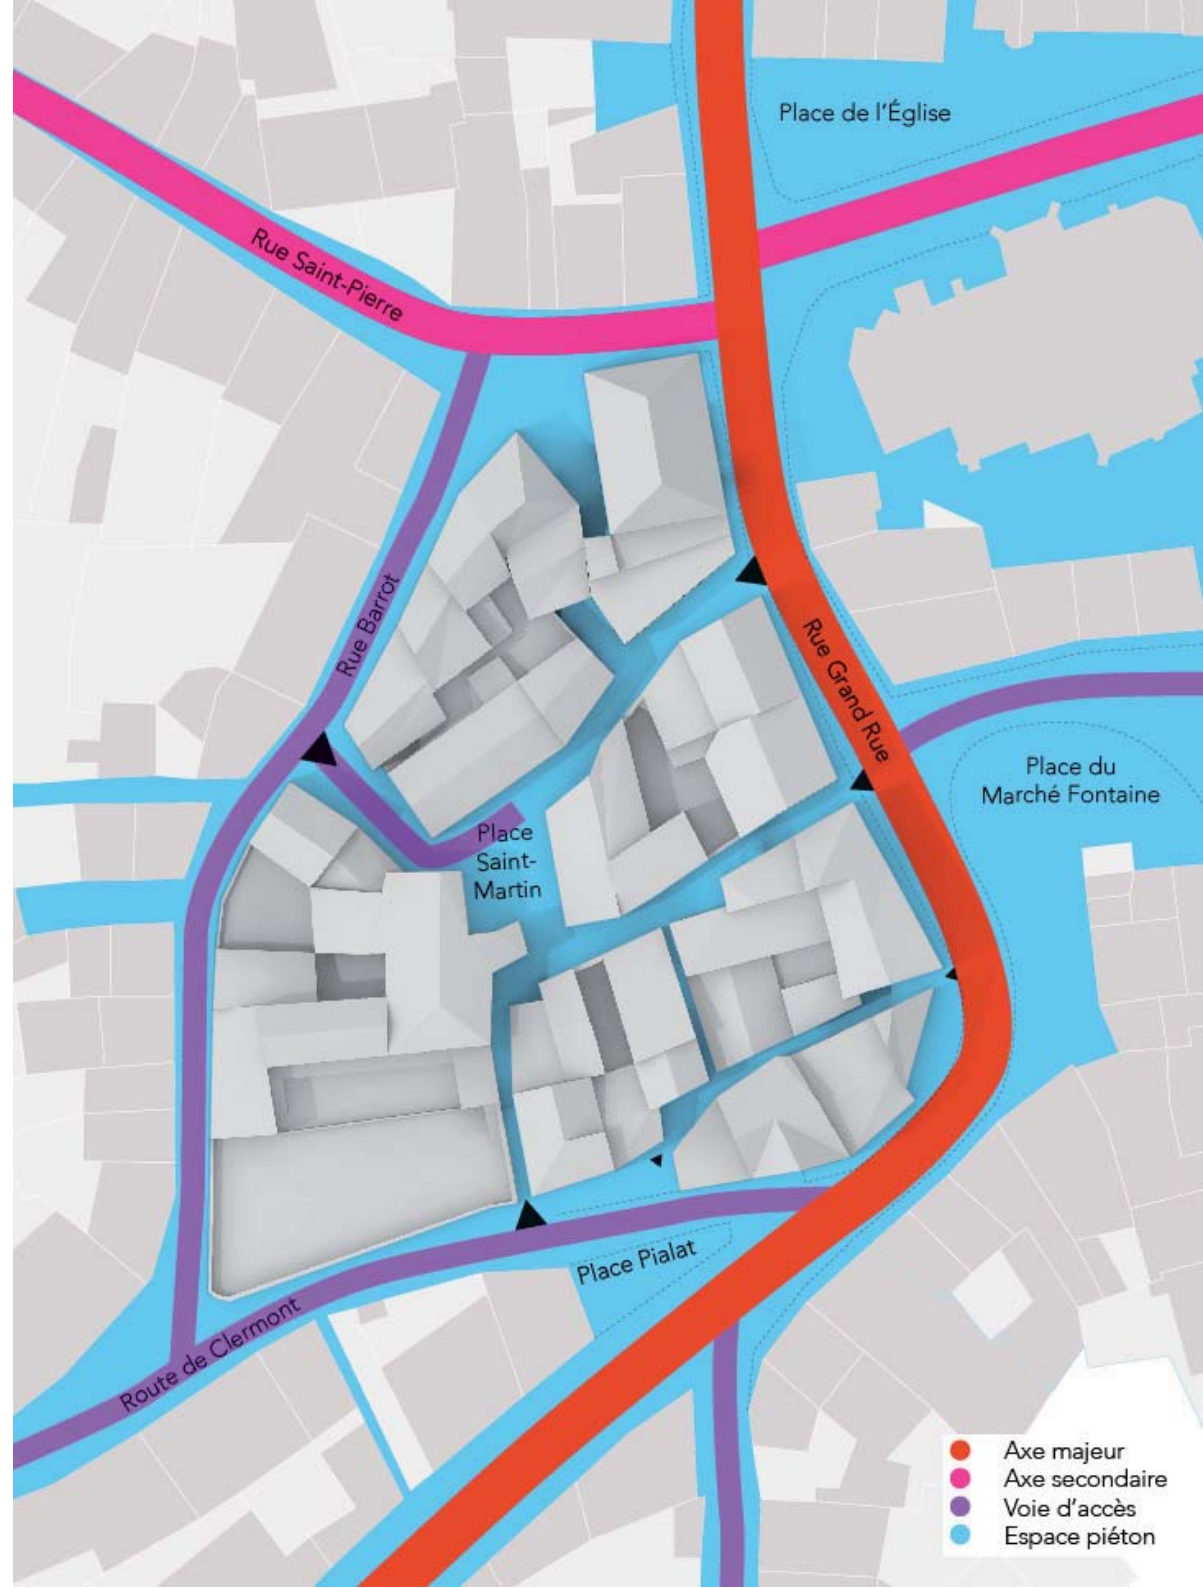 Place de l'Église
Rue Saint-Pierre
Rue Barrot
Rue Grand Rue
Place du
Marché Fontaine
Place
Saint-
Martin
Place Pialat
Route de Clermont
Axe majeur
Axe secondaire
Voie d'accès
Espace piéton